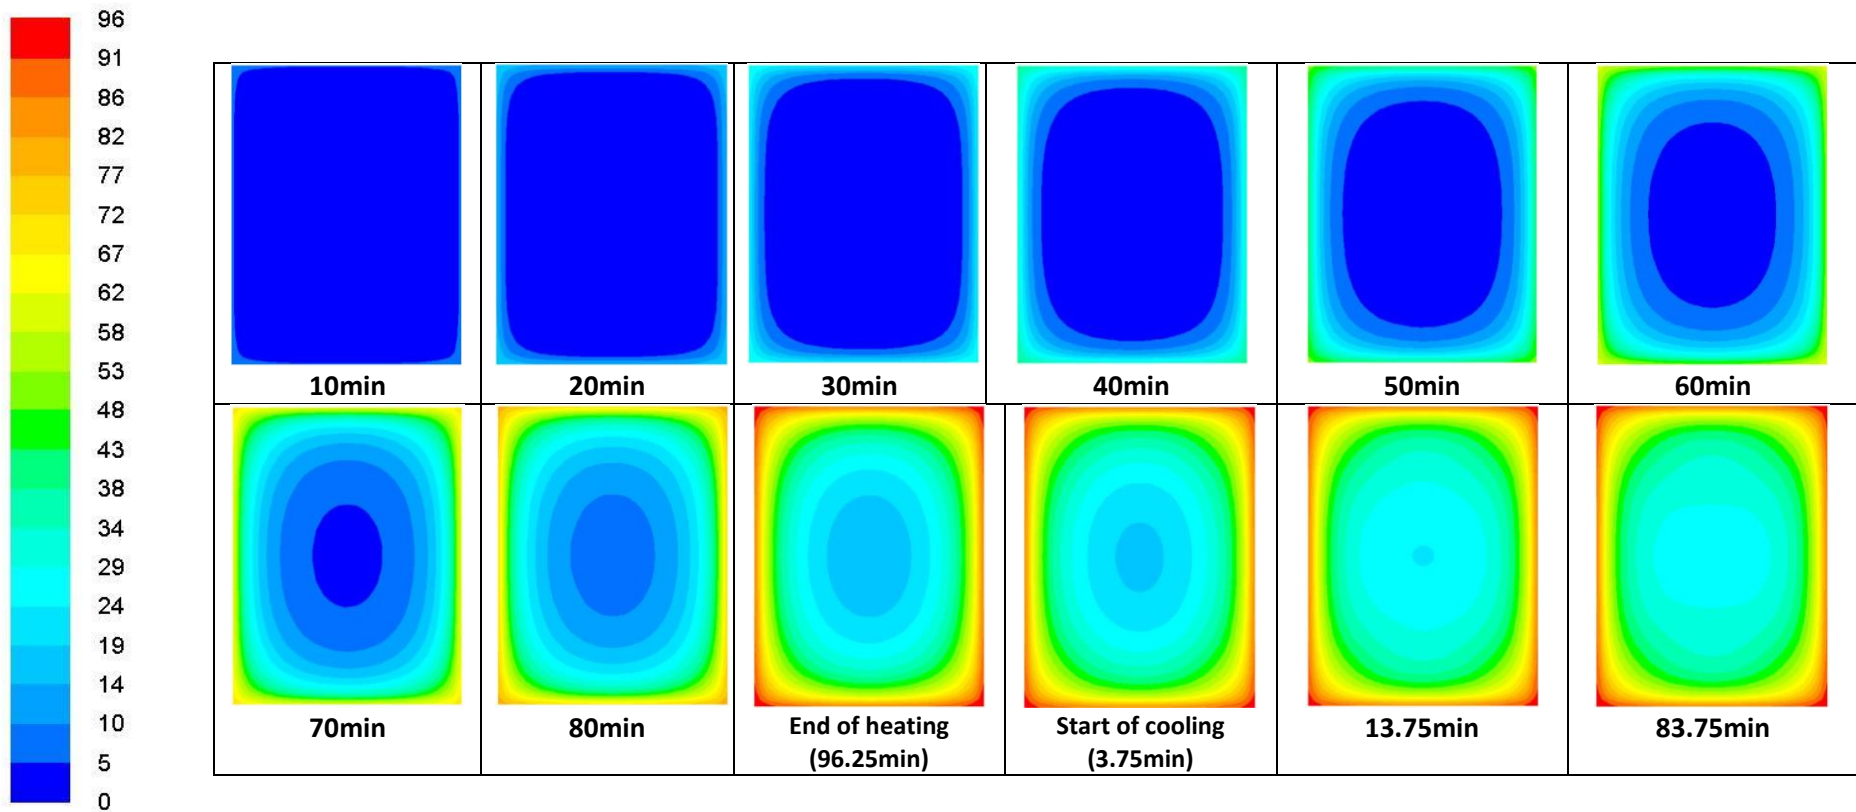 96
91
86
82
77
72
67
62
58
53
48
43
38
34
29
24
19
14
10
5
0
10min
20min
30min
40min
50min
60min
70min
80min
End of heating
(96.25min)
Start of cooling
(3.75min)
13.75min
83.75min